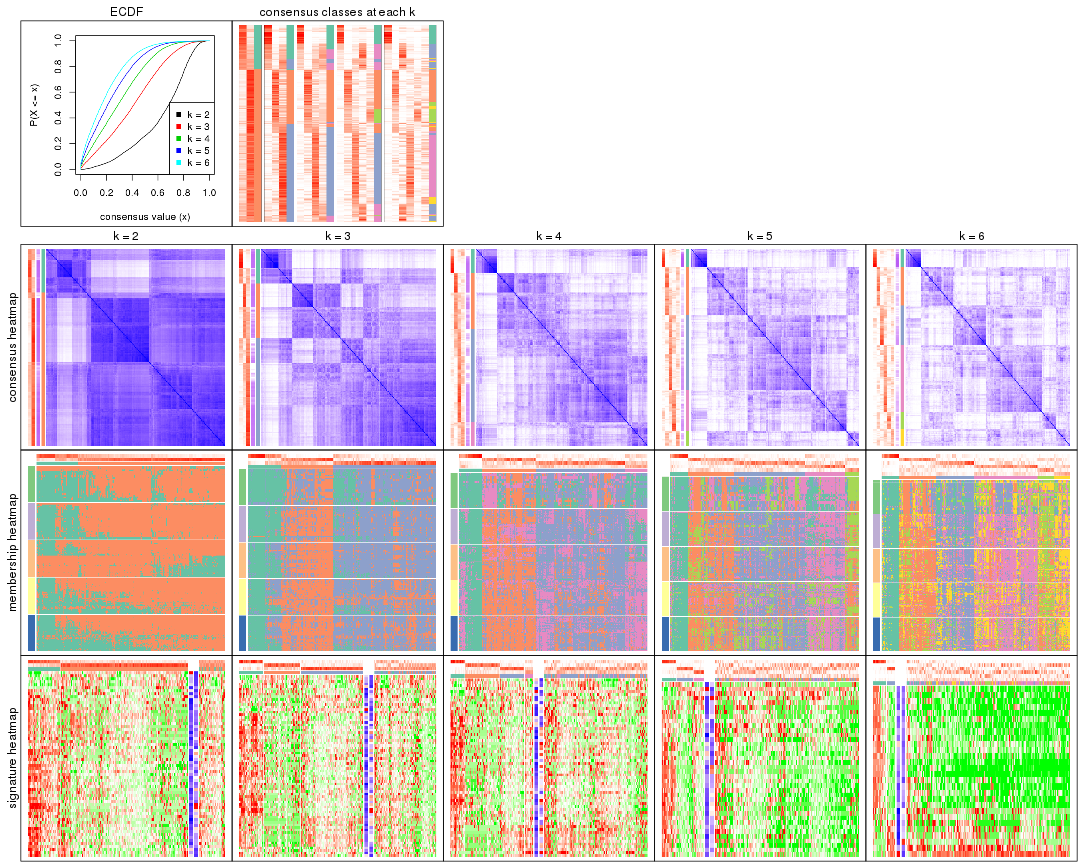 ECDF
consensus classes at each k
P(X <= x)
0.0 0.2 0.4 0.6 0.8 1.0
k = 2
k = 3
k = 4
k = 5
k = 6
0.0 0.2 0.4 0.6 0.8 1.0
consensus value (x)
k = 2 k = 3 k = 4 k = 5 k = 6
consensus heatmap
membership heatmap
signature heatmap